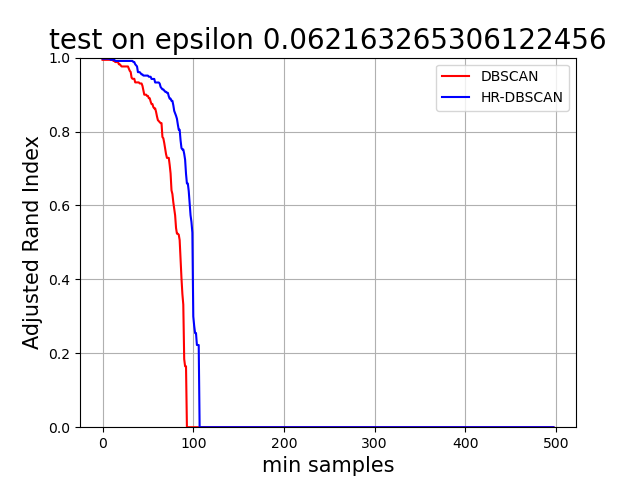 test on epsilon 0.062163265306122456
1.0
0.8
0.6
0.4
0.2
0.0
Adjusted Rand Index
DBSCAN
HR-DBSCAN
0 100 200 300 400 500
min samples